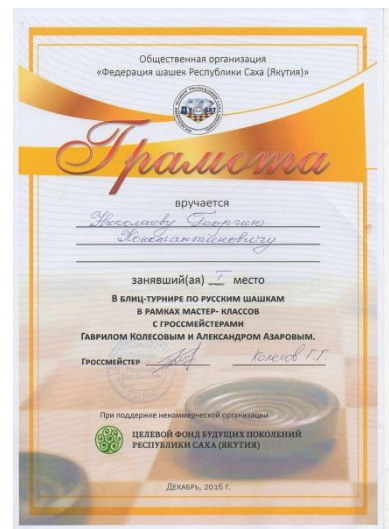 Общественная организация
«Федерация шашек Республики Саха (Якутия)»
Грамота
вручается
Николаеву Георгию
Константиновичу
занявший(ая) I место
В БЛИЦ-ТУРНИРЕ ПО РУССКИМ ШАШКАМ
В РАМКАХ МАСТЕР- КЛАССОВ
С ГРОССМЕЙСТЕРАМИ
ГАВРИЛОМ КОЛЕСОВЫМ И АЛЕКСАНДРОМ АЗАРОВЫМ.
ГРОССМЕЙСТЕР Колесов Г.Г.
При поддержке некоммерческой организации
ЦЕЛЕВОЙ ФОНД БУДУЩИХ ПОКОЛЕНИЙ
РЕСПУБЛИКИ САХА (ЯКУТИЯ)
ДЕКАБРЬ, 2016 г.